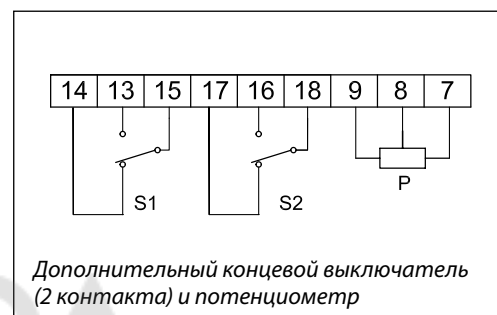 14 13 15 17 16 18 9 8 7
S1 S2 P
Дополнительный концевой выключатель
(2 контакта) и потенциометр